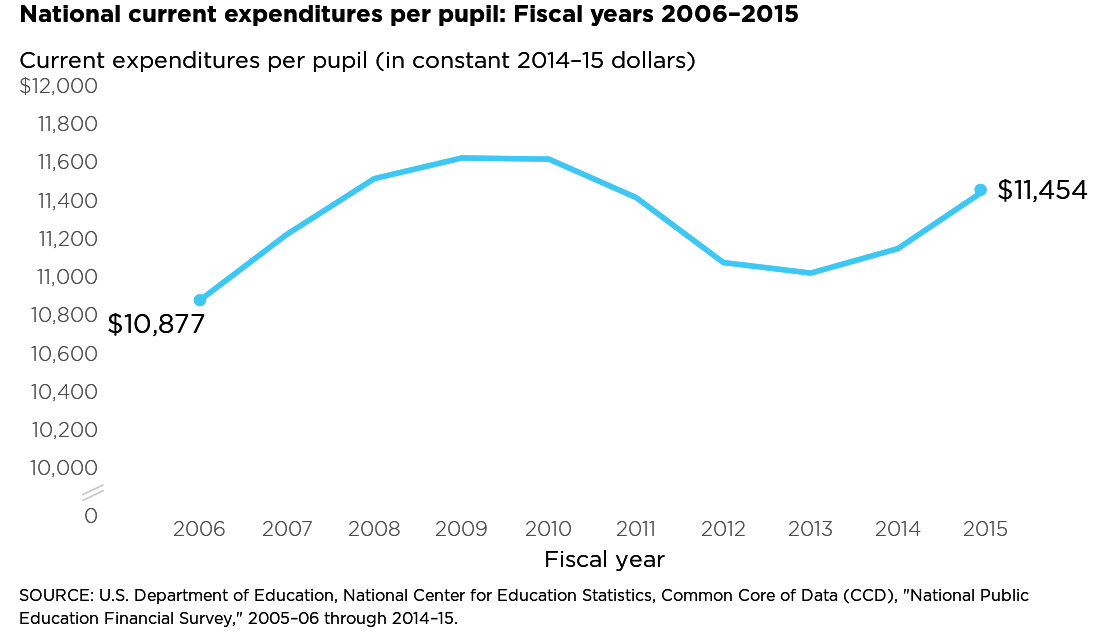 National current expenditures per pupil: Fiscal years 2006–2015
Current expenditures per pupil (in constant 2014–15 dollars)
$12,000
11,800
11,600
11,400
11,200
11,000
10,800
10,600
10,400
10,200
10,000
0
$10,877
$11,454
2006 2007 2008 2009 2010 2011 2012 2013 2014 2015
Fiscal year
SOURCE: U.S. Department of Education, National Center for Education Statistics, Common Core of Data (CCD), "National Public
Education Financial Survey," 2005–06 through 2014–15.